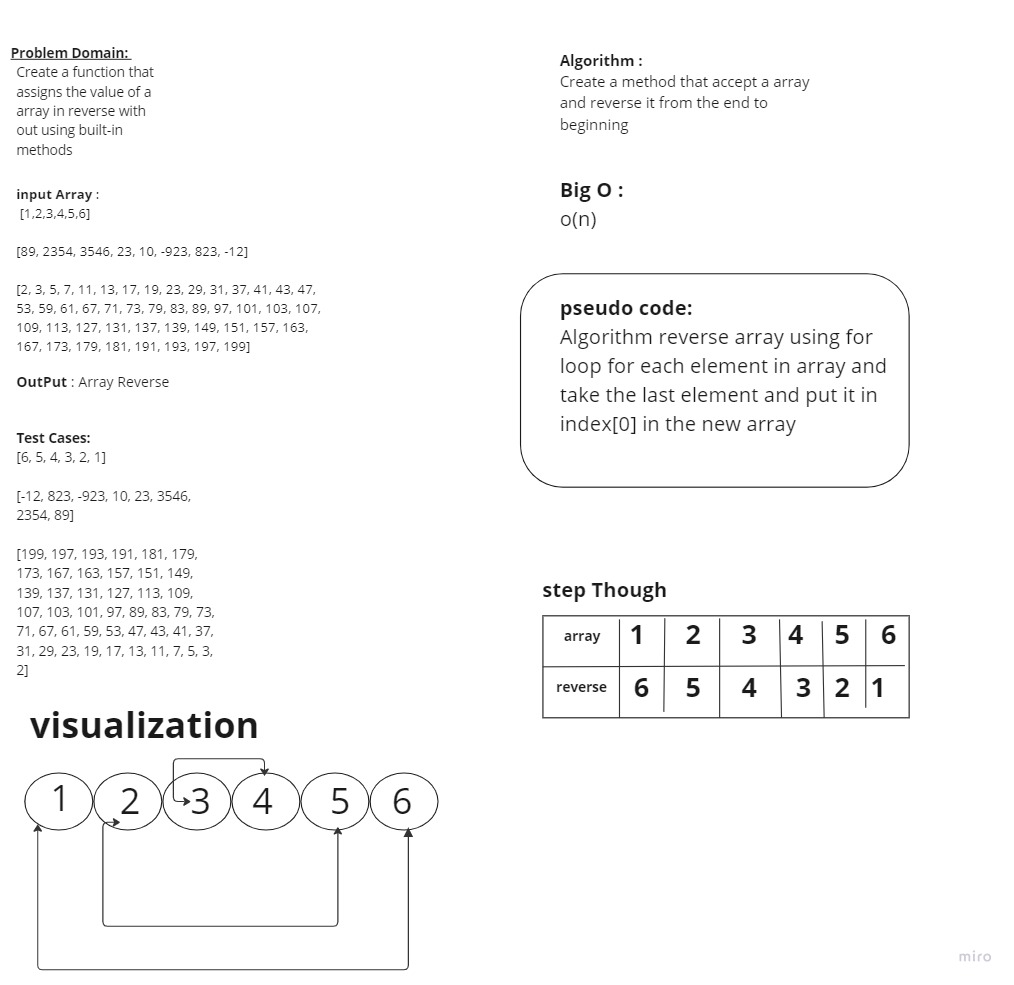 Problem Domain:
Create a function that
assigns the value of a
array in reverse with
out using built-in
methods
input Array :
[1,2,3,4,5,6]
[89, 2354, 3546, 23, 10, -923, 823, -12]
[2, 3, 5, 7, 11, 13, 17, 19, 23, 29, 31, 37, 41, 43, 47,
53, 59, 61, 67, 71, 73, 79, 83, 89, 97, 101, 103, 107,
109, 113, 127, 131, 137, 139, 149, 151, 157, 163,
167, 173, 179, 181, 191, 193, 197, 199]
OutPut : Array Reverse
Test Cases:
[6, 5, 4, 3, 2, 1]
[-12, 823, -923, 10, 23, 3546,
2354, 89]
[199, 197, 193, 191, 181, 179,
173, 167, 163, 157, 151, 149,
139, 137, 131, 127, 113, 109,
107, 103, 101, 97, 89, 83, 79, 73,
71, 67, 61, 59, 53, 47, 43, 41, 37,
31, 29, 23, 19, 17, 13, 11, 7, 5, 3,
2]
visualization
1 2 3 4 5 6
Algorithm :
Create a method that accept a array
and reverse it from the end to
beginning
Big O :
o(n)
pseudo code:
Algorithm reverse array using for
loop for each element in array and
take the last element and put it in
index[0] in the new array
step Though
array 1 2 3 4 5 6
reverse 6 5 4 3 2 1
miro